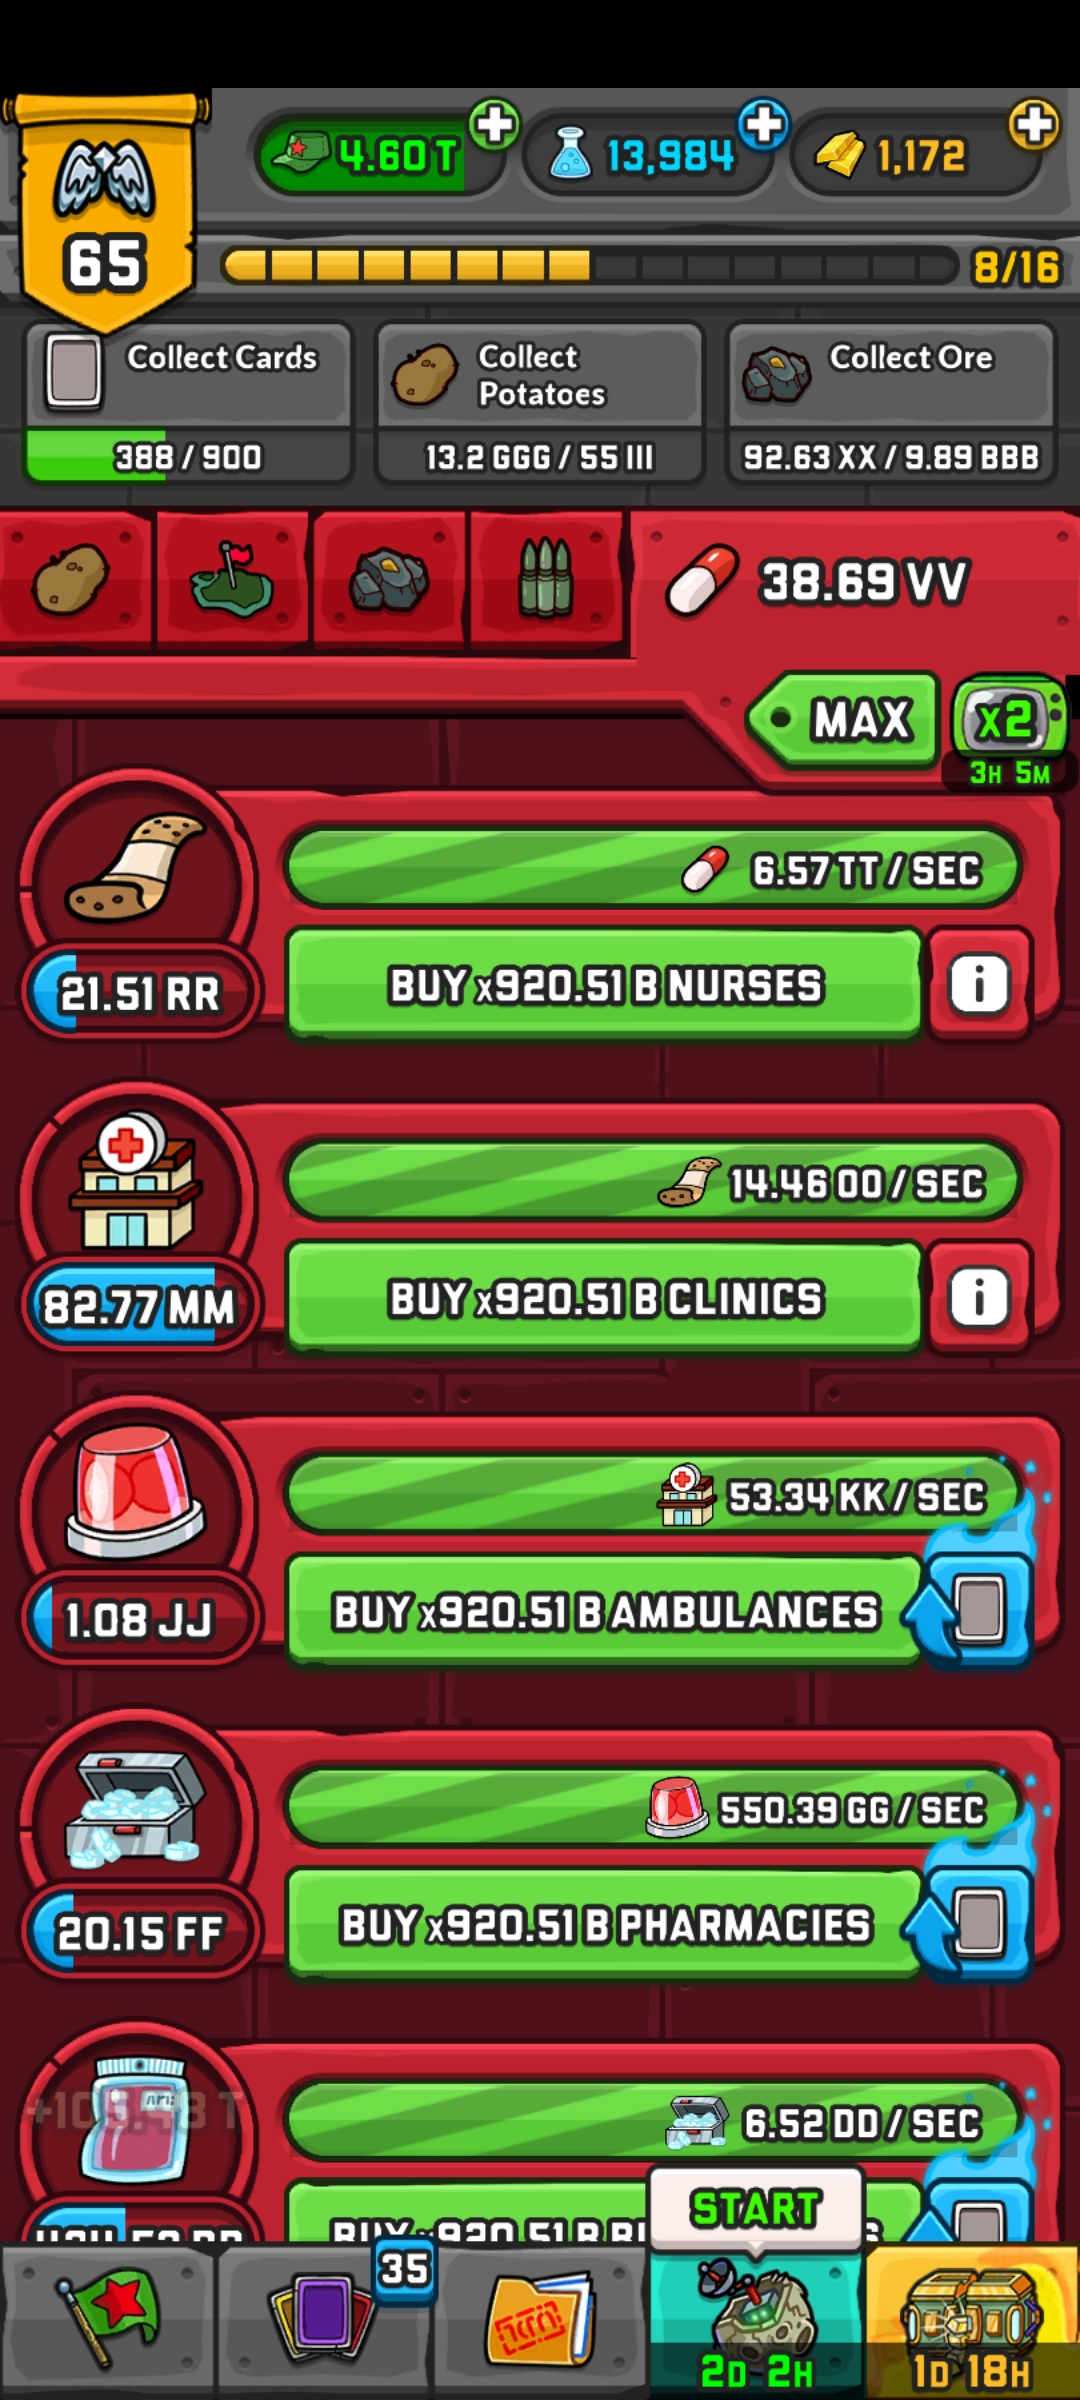 4.60 T
13,984
1,172
65
8/16
Collect Cards
388 / 900
Collect
Potatoes
13.2 GGG / 55 III
Collect Ore
92.63 XX / 9.89 BBB
38.69 VV
MAX
x2
3H 5M
6.57 TT / SEC
21.51 RR
BUY x920.51 B NURSES
14.46 OO / SEC
82.77 MM
BUY x920.51 B CLINICS
53.34 KK / SEC
1.08 JJ
BUY x920.51 B AMBULANCES
550.39 GG / SEC
20.15 FF
BUY x920.51 B PHARMACIES
6.52 DD / SEC
BUY x920.51 B
START
35
2D 2H
1D 18H